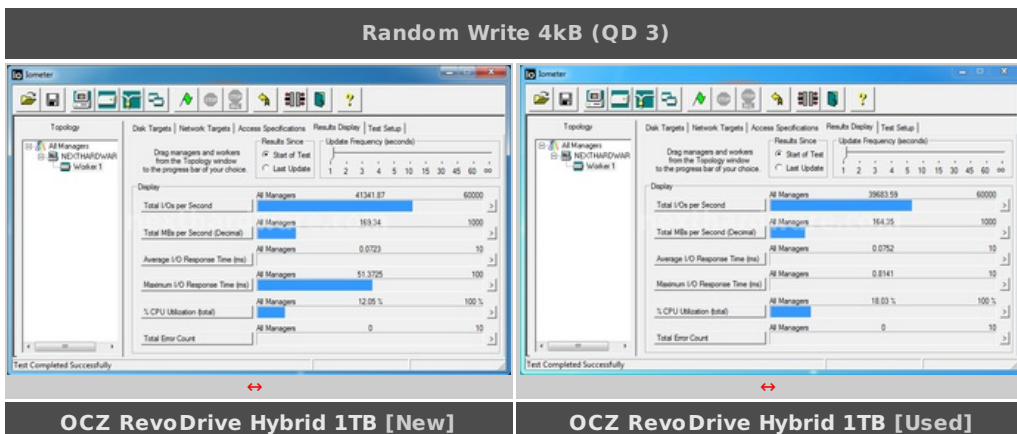 Random Write 4kB (QD 3)
Iometer
Topology
All Managers
NEXTHARDWAR
Worker 1
Disk Targets | Network Targets | Access Specifications | Results Display | Test Setup
Drag managers and workers
from the Topology window
to the progress bar of your choice.
Results Since
Start of Test
Last Update
Update Frequency (seconds)
1 2 3 4 5 10 15 30 45 60 ∞
Display
All Managers 41341.87 60000
Total I/Os per Second
All Managers 169.34 1000
Total MBs per Second (Decimal)
All Managers 0.0723 10
Average I/O Response Time (ms)
All Managers 51.3725 100
Maximum I/O Response Time (ms)
All Managers 12.05 % 100 %
% CPU Utilization (total)
All Managers 0 10
Total Error Count
Test Completed Successfully
OCZ RevoDrive Hybrid 1TB [New]
Iometer
Topology
All Managers
NEXTHARDWAR
Worker 1
Disk Targets | Network Targets | Access Specifications | Results Display | Test Setup
Drag managers and workers
from the Topology window
to the progress bar of your choice.
Results Since
Start of Test
Last Update
Update Frequency (seconds)
1 2 3 4 5 10 15 30 45 60 ∞
Display
All Managers 39683.59 60000
Total I/Os per Second
All Managers 164.35 1000
Total MBs per Second (Decimal)
All Managers 0.0752 10
Average I/O Response Time (ms)
All Managers 0.8141 10
Maximum I/O Response Time (ms)
All Managers 18.03 % 100 %
% CPU Utilization (total)
All Managers 0 10
Total Error Count
Test Completed Successfully
OCZ RevoDrive Hybrid 1TB [Used]